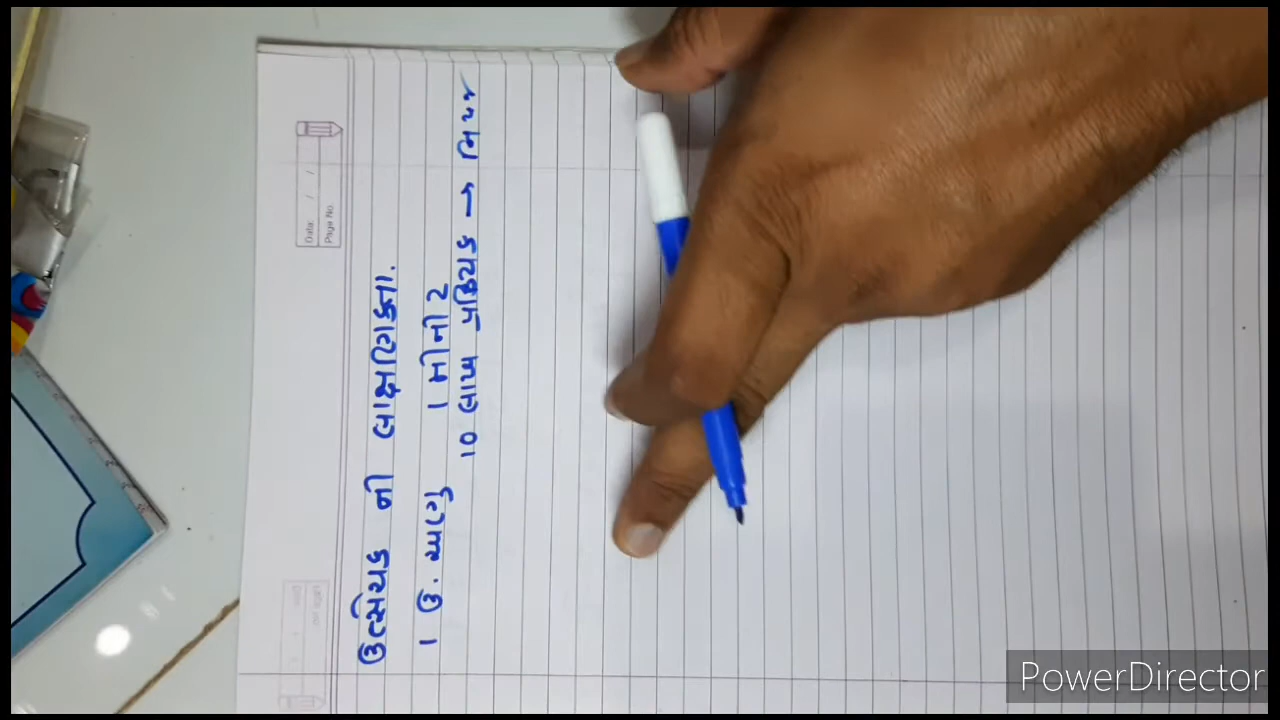 ઉત્સેચક ની લાક્ષણિકતા.
1 ઉ. અણુ 1 મીનીટ
10 લાખ પ્રક્રિયક →
Date: / /
Page No.
PowerDirector